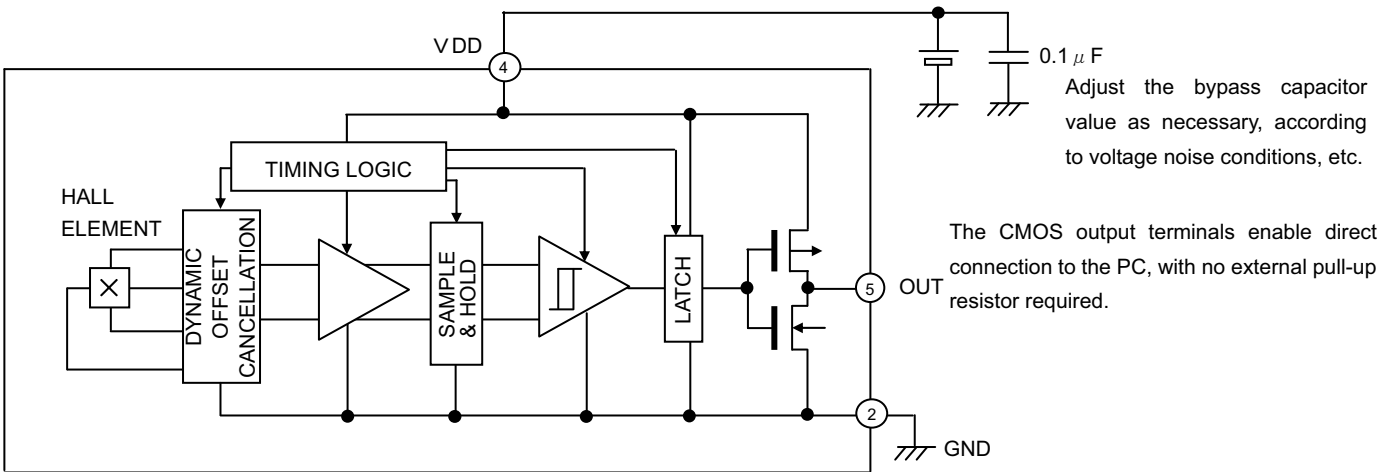 VDD
4
0.1 μ F
Adjust the bypass capacitor
value as necessary, according
to voltage noise conditions, etc.
TIMING LOGIC
HALL
ELEMENT
DYNAMIC
OFFSET
CANCELLATION
SAMPLE
& HOLD
LATCH
The CMOS output terminals enable direct
connection to the PC, with no external pull-up
resistor required.
5
OUT
2
GND